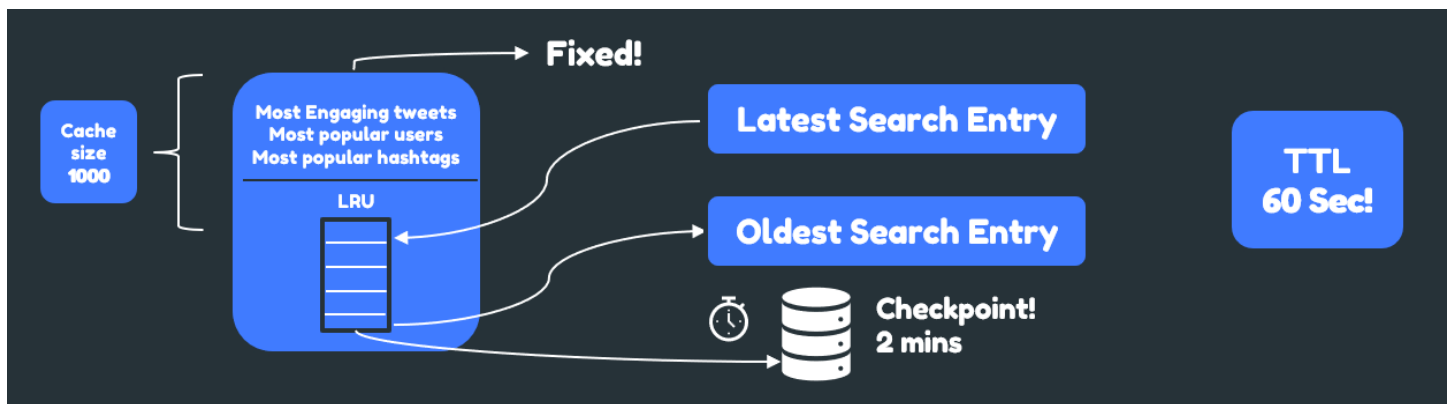 Fixed!
Cache
size
1000
Most Engaging tweets
Most popular users
Most popular hashtags
LRU
Latest Search Entry
Oldest Search Entry
Checkpoint!
2 mins
TTL
60 Sec!